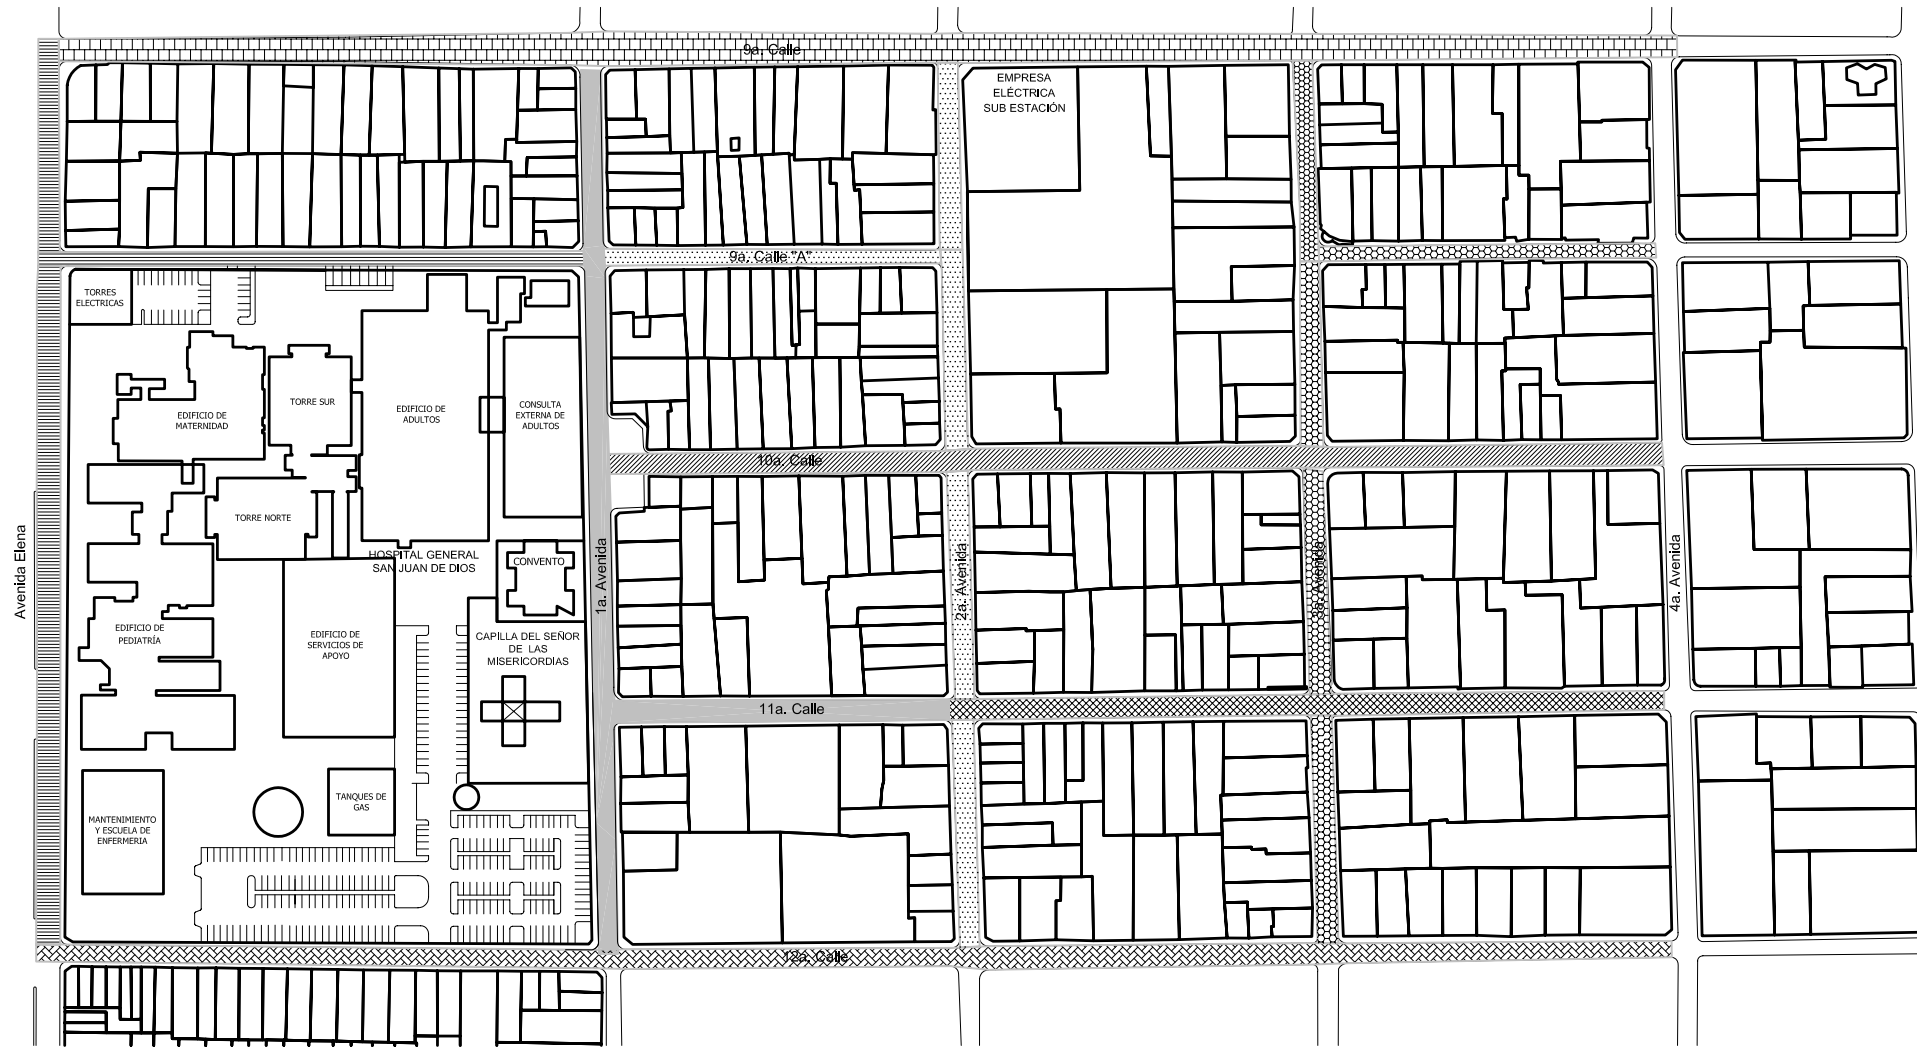 9a. Calle
EMPRESA
ELÉCTRICA
SUB ESTACIÓN
9a. Calle "A"
TORRES
ELECTRICAS
TORRE SUR
EDIFICIO DE
MATERNIDAD
EDIFICIO DE
ADULTOS
CONSULTA
EXTERNA DE
ADULTOS
10a. Calle
TORRE NORTE
HOSPITAL GENERAL
SAN JUAN DE DIOS
CONVENTO
Avenida Elena
1a. Avenida
2a. Avenida
3a. Avenida
4a. Avenida
EDIFICIO DE
PEDIATRÍA
EDIFICIO DE
SERVICIOS DE
APOYO
CAPILLA DEL SEÑOR
DE LAS
MISERICORDIAS
11a. Calle
TANQUES DE
GAS
MANTENIMIENTO
Y ESCUELA DE
ENFERMERIA
12a. Calle